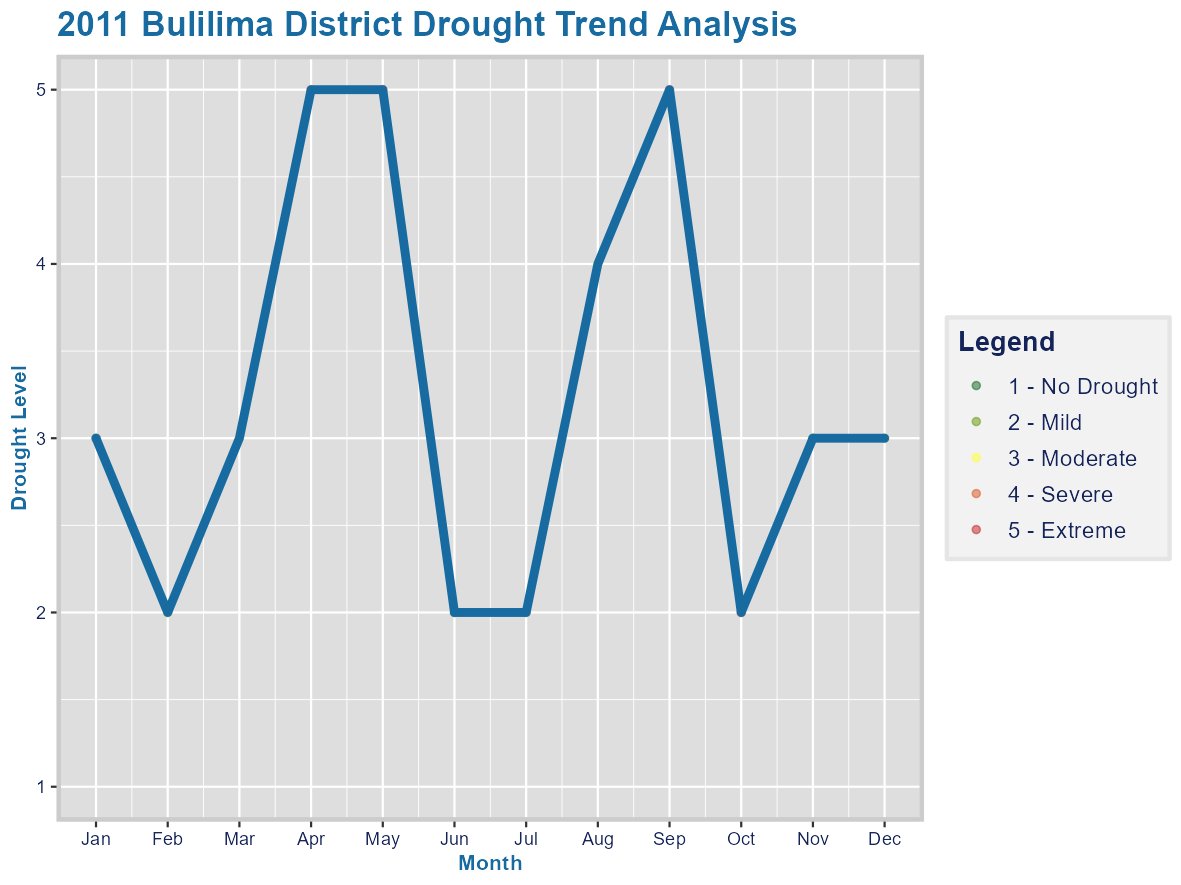 2011 Bulilima District Drought Trend Analysis
5
4
3
2
1
Drought Level
Jan Feb Mar Apr May Jun Jul Aug Sep Oct Nov Dec
Month
Legend
1 - No Drought
2 - Mild
3 - Moderate
4 - Severe
5 - Extreme